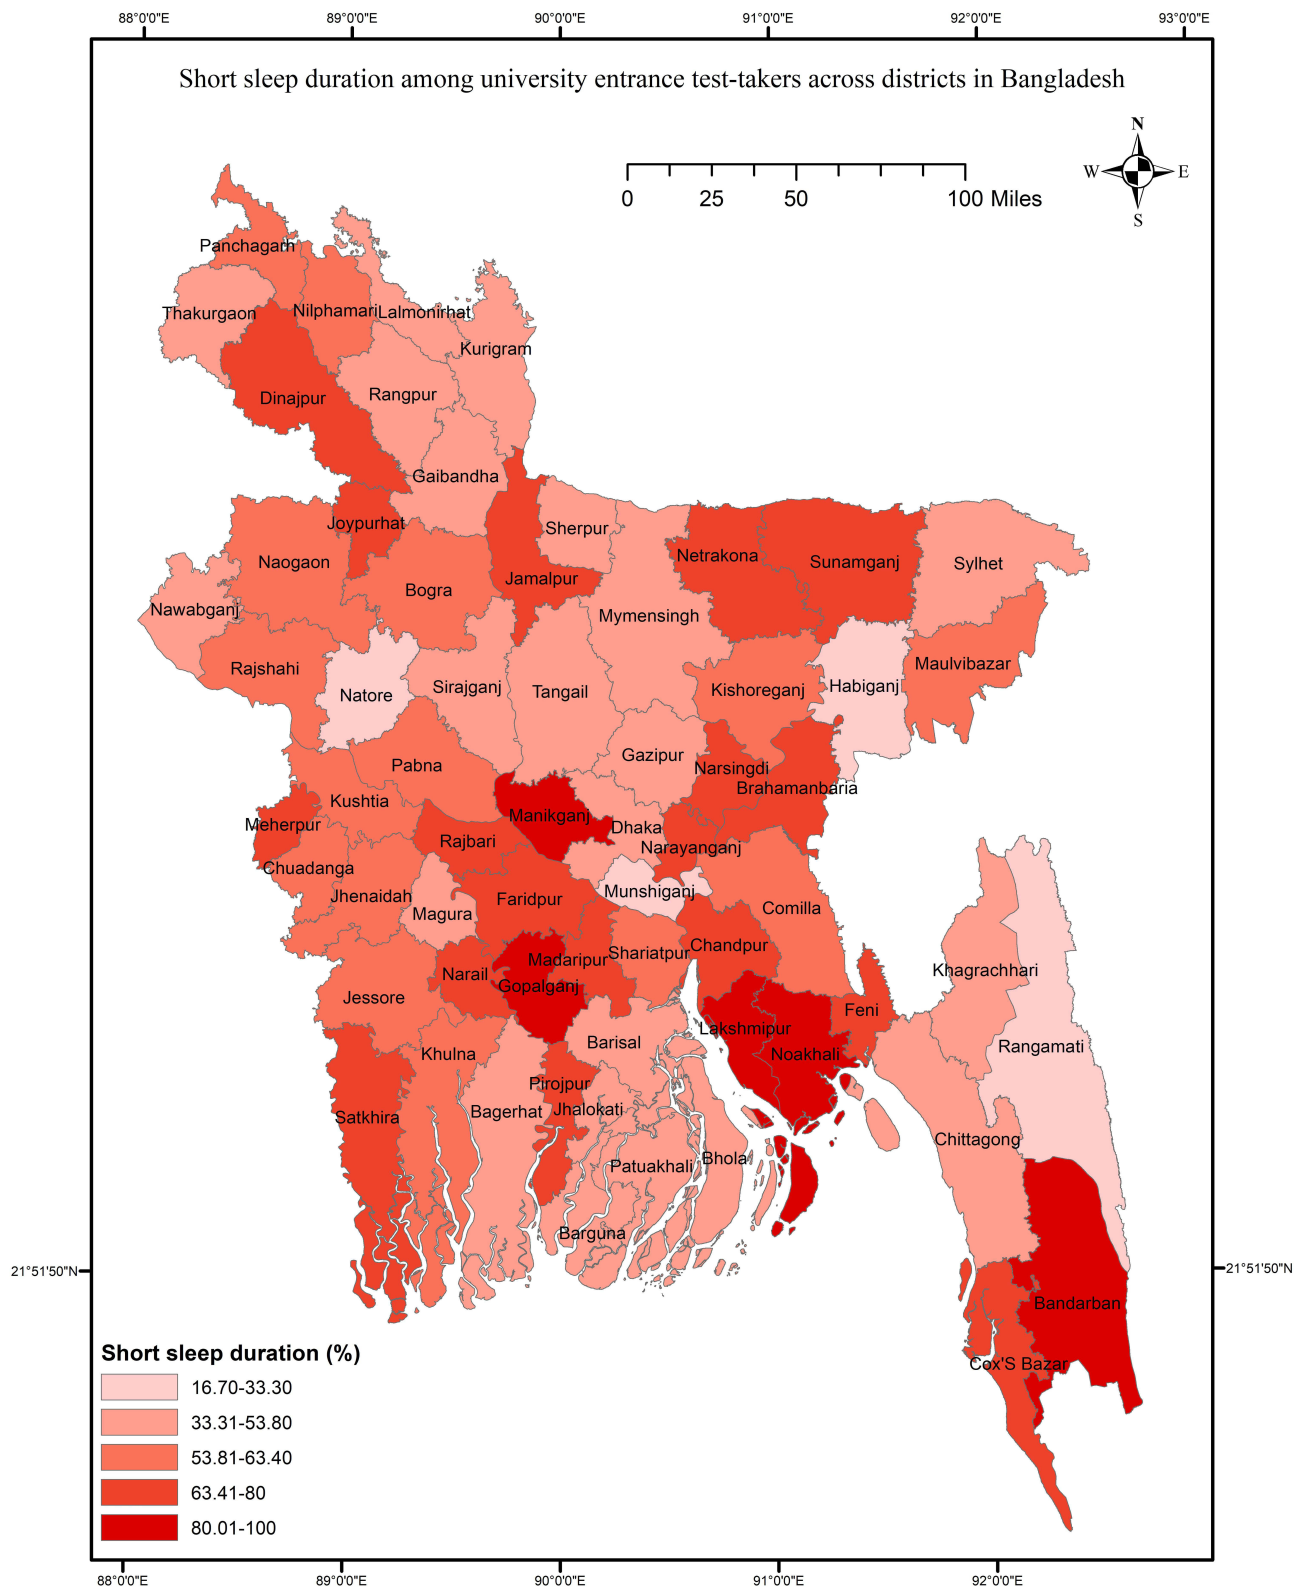 88°0'0"E 89°0'0"E 90°0'0"E 91°0'0"E 92°0'0"E 93°0'0"E
Short sleep duration among university entrance test-takers across districts in Bangladesh
N
W E
S
0 25 50 100 Miles
Panchagarh
Thakurgaon
Nilphamari
Lalmonirhat
Kurigram
Dinajpur
Rangpur
Gaibandha
Joypurhat
Sherpur
Naogaon
Netrakona
Sunamganj
Sylhet
Jamalpur
Bogra
Nawabganj
Mymensingh
Rajshahi
Maulvibazar
Natore
Sirajganj
Tangail
Kishoreganj
Habiganj
Gazipur
Pabna
Narsingdi
Brahamanbaria
Kushtia
Manikganj
Meherpur
Dhaka
Rajbari
Narayanganj
Chuadanga
Jhenaidah
Munshiganj
Faridpur
Magura
Comilla
Chandpur
Shariatpur
Madaripur
Narail
Khagrachhari
Gopalganj
Jessore
Feni
Lakshmipur
Barisal
Rangamati
Khulna
Noakhali
Pirojpur
Bagerhat
Jhalokati
Satkhira
Chittagong
Patuakhali
Bhola
Barguna
21°51'50"N 21°51'50"N
Bandarban
Cox'S Bazar
Short sleep duration (%)
16.70-33.30
33.31-53.80
53.81-63.40
63.41-80
80.01-100
88°0'0"E 89°0'0"E 90°0'0"E 91°0'0"E 92°0'0"E